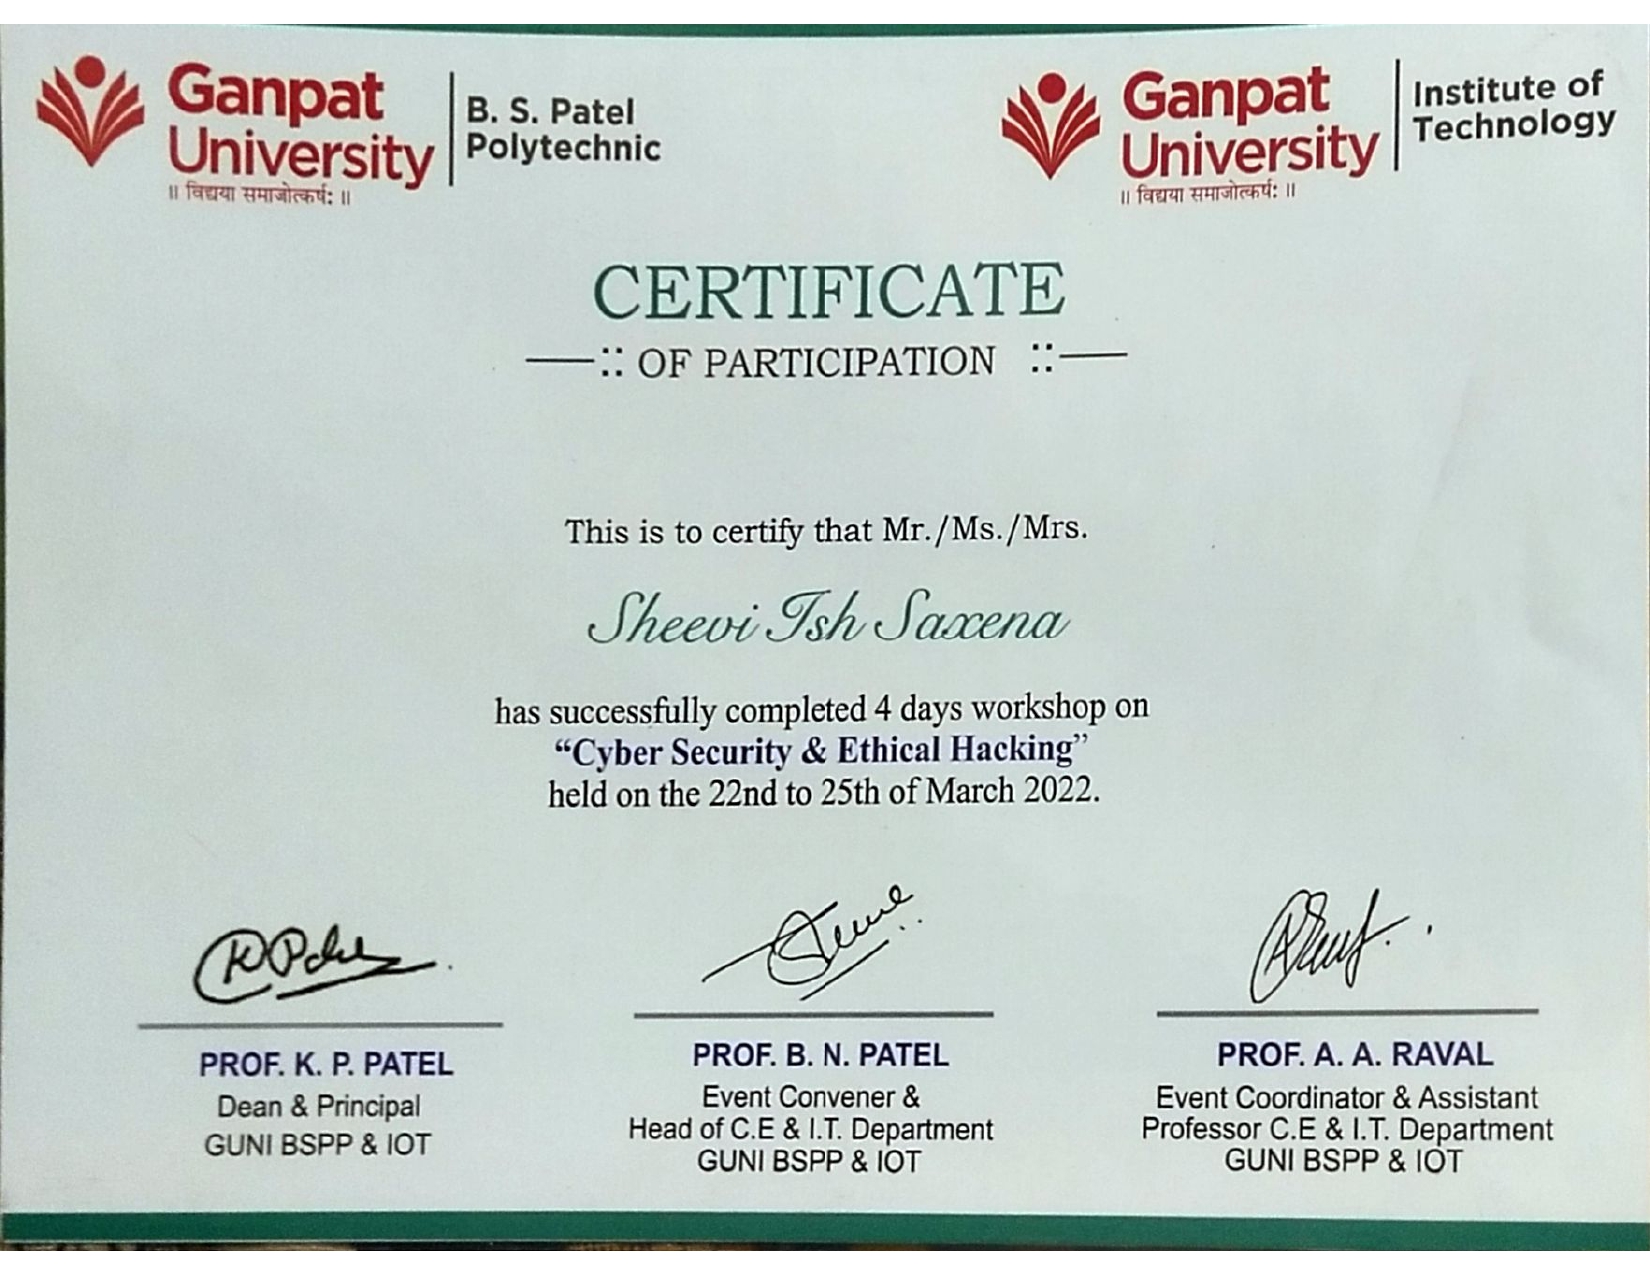 Ganpat
University
॥ विद्यया समाजोत्कर्षः ॥
B. S. Patel
Polytechnic
Ganpat
University
॥ विद्यया समाजोत्कर्षः ॥
Institute of
Technology
CERTIFICATE
OF PARTICIPATION
This is to certify that Mr./Ms./Mrs.
Sheevi Ish Saxena
has successfully completed 4 days workshop on
“Cyber Security & Ethical Hacking”
held on the 22nd to 25th of March 2022.
PROF. K. P. PATEL
Dean & Principal
GUNI BSPP & IOT
PROF. B. N. PATEL
Event Convener &
Head of C.E & I.T. Department
GUNI BSPP & IOT
PROF. A. A. RAVAL
Event Coordinator & Assistant
Professor C.E & I.T. Department
GUNI BSPP & IOT